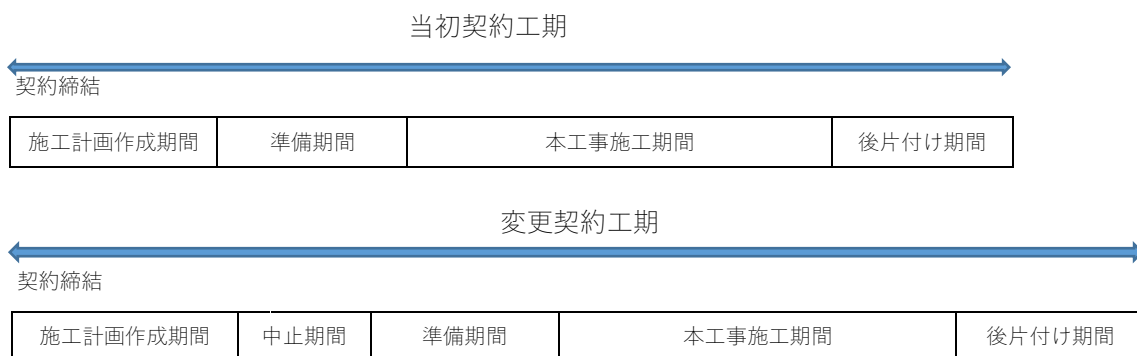 当初契約工期
契約締結
施工計画作成期間 準備期間 本工事施工期間 後片付け期間
変更契約工期
契約締結
施工計画作成期間 中止期間 準備期間 本工事施工期間 後片付け期間